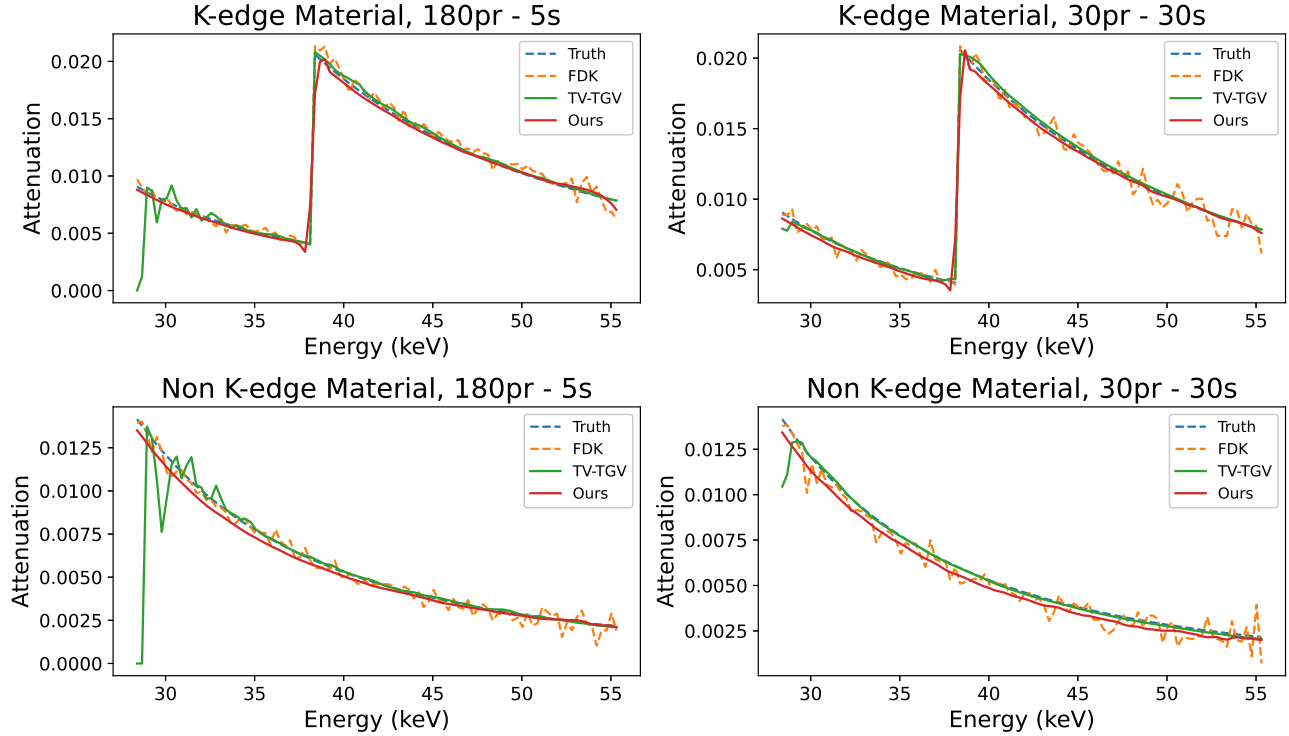 K-edge Material, 180pr - 5s
Attenuation
0.020
0.015
0.010
0.005
0.000
Truth
FDK
TV-TGV
Ours
30 35 40 45 50 55
Energy (keV)
K-edge Material, 30pr - 30s
Attenuation
0.020
0.015
0.010
0.005
Truth
FDK
TV-TGV
Ours
30 35 40 45 50 55
Energy (keV)
Non K-edge Material, 180pr - 5s
Attenuation
0.0125
0.0100
0.0075
0.0050
0.0025
0.0000
Truth
FDK
TV-TGV
Ours
30 35 40 45 50 55
Energy (keV)
Non K-edge Material, 30pr - 30s
Attenuation
0.0125
0.0100
0.0075
0.0050
0.0025
Truth
FDK
TV-TGV
Ours
30 35 40 45 50 55
Energy (keV)